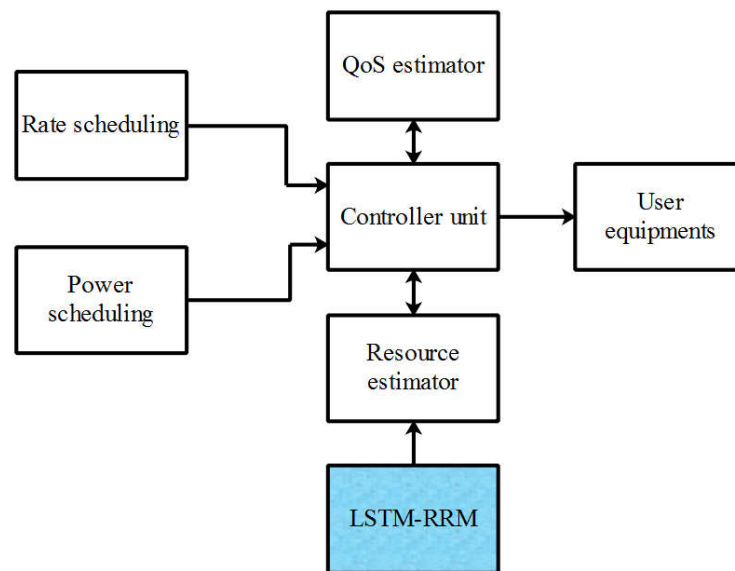 QoS estimator
Rate scheduling
Controller unit
User
equipments
Power
scheduling
Resource
estimator
LSTM-RRM